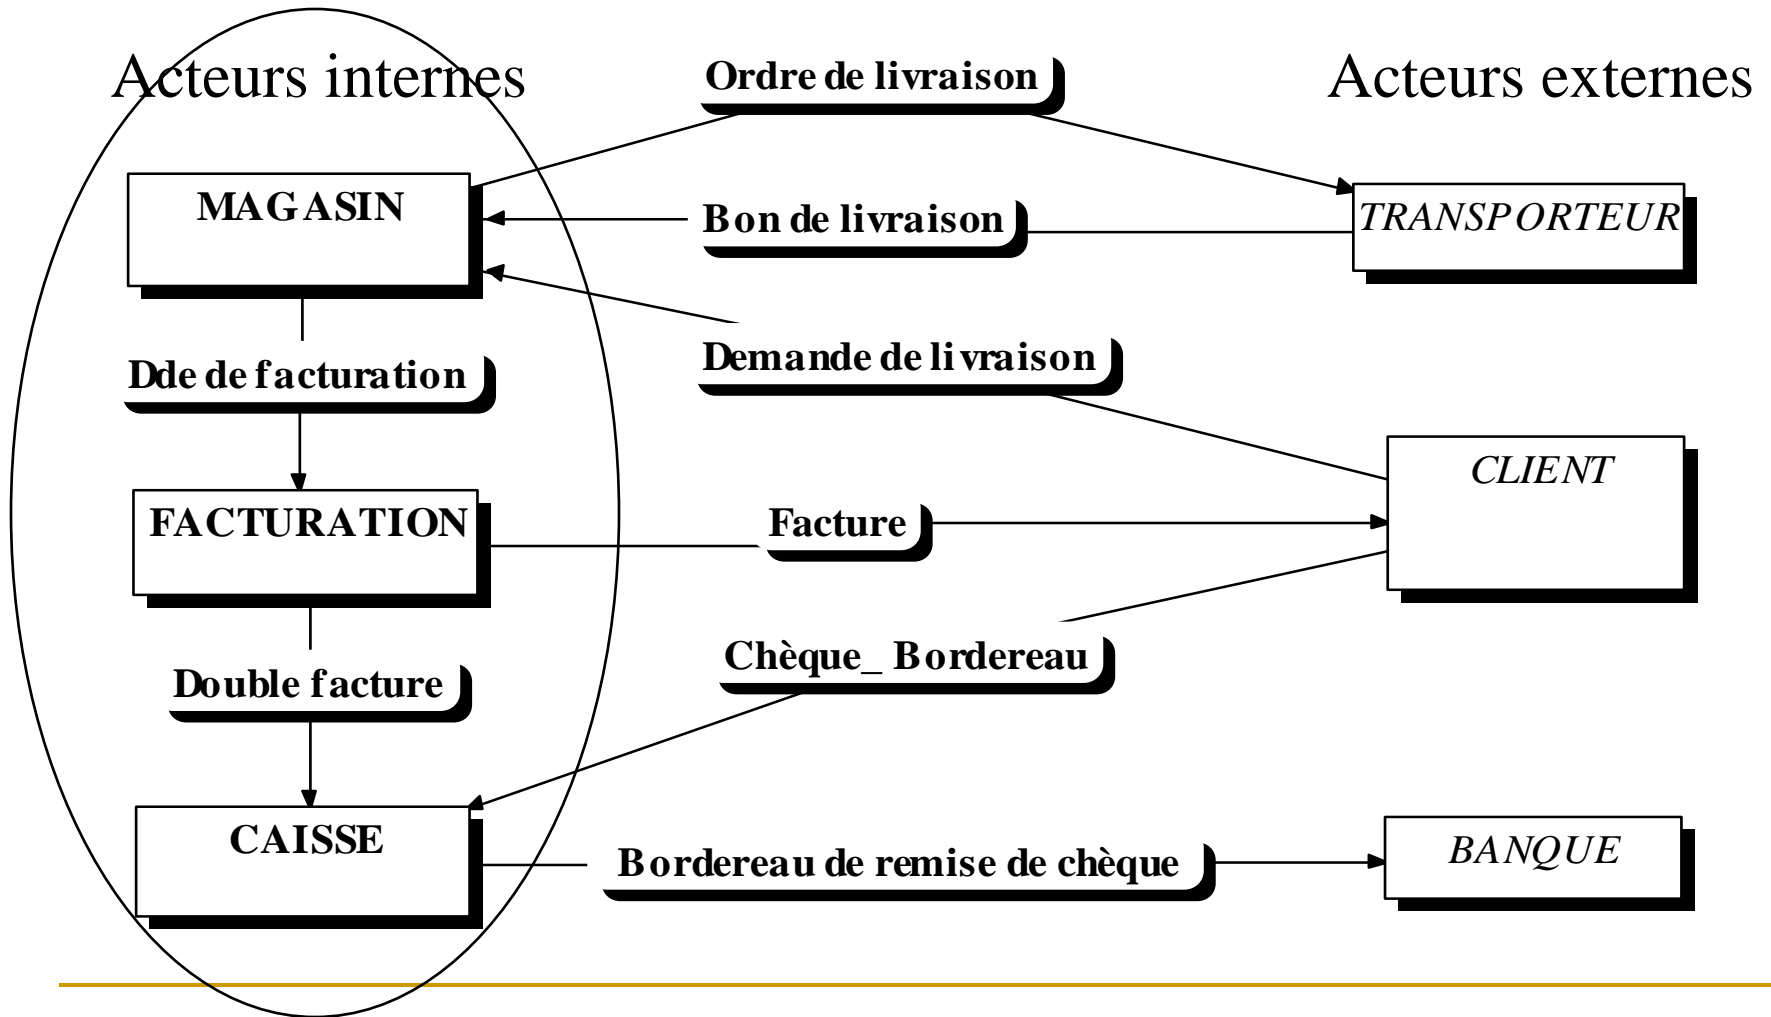 Acteurs internes
Ordre de livraison
Acteurs externes
MAGASIN
Bon de livraison
TRANSPORTEUR
Dde de facturation
Demande de livraison
CLIENT
FACTURATION
Facture
Double facture
Chèque_ Bordereau
CAISSE
Bordereau de remise de chèque
BANQUE